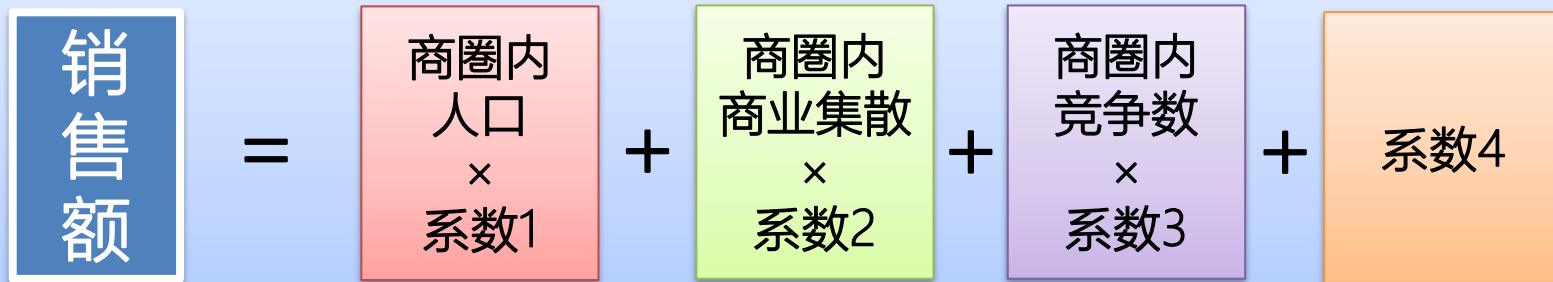 销
售
额
=
商圈内
人口
×
系数1
+
商圈内
商业集散
×
系数2
+
商圈内
竞争数
×
系数3
+
系数4